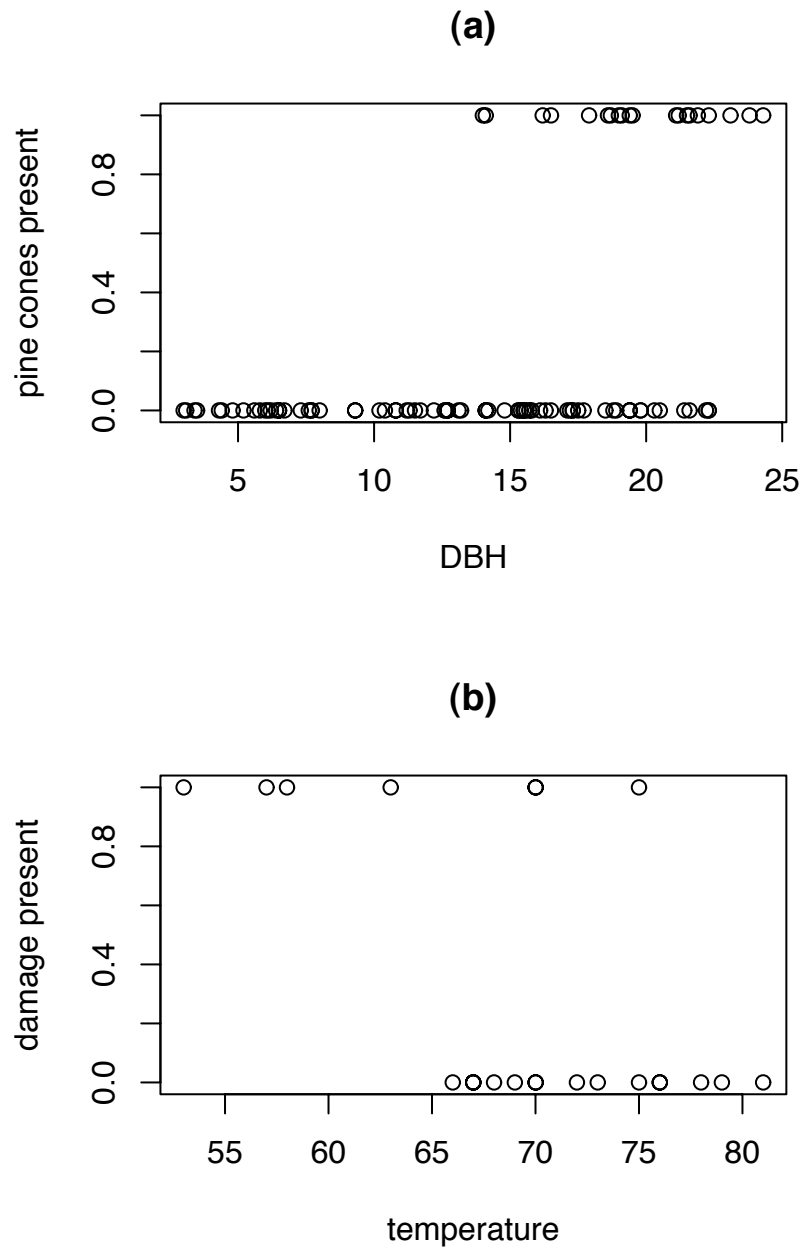 (a)
pine cones present
0.8
0.4
0.0
5 10 15 20 25
DBH
(b)
damage present
0.8
0.4
0.0
55 60 65 70 75 80
temperature